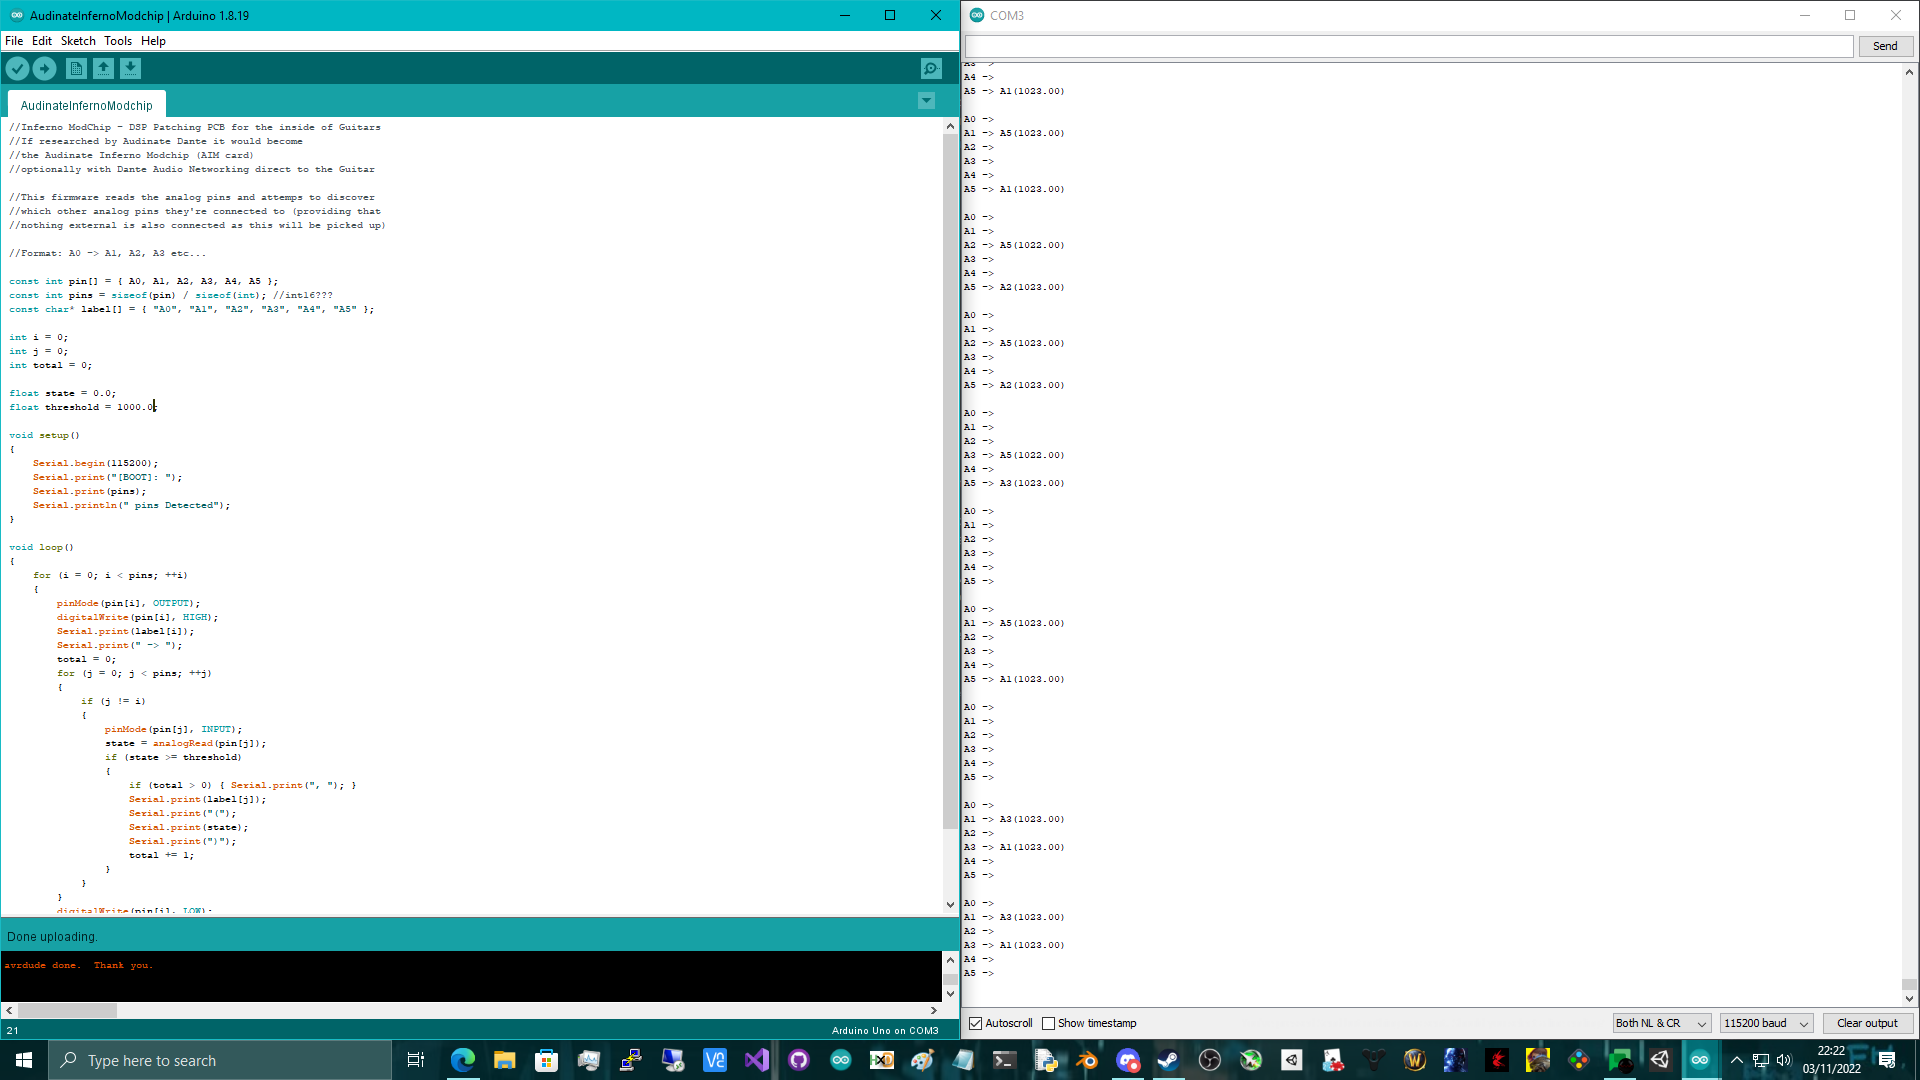 AudinateInfernoModchip | Arduino 1.8.19
File Edit Sketch Tools Help
AudinateInfernoModchip
//Inferno ModChip - DSP Patching PCB for the inside of Guitars
//If researched by Audinate Dante it would become
//the Audinate Inferno Modchip (AIM card)
//optionally with Dante Audio Networking direct to the Guitar
//This firmware reads the analog pins and attemps to discover
//which other analog pins they're connected to (providing that
//nothing external is also connected as this will be picked up)
//Format: A0 -> A1, A2, A3 etc...
const int pin[] = { A0, A1, A2, A3, A4, A5 };
const int pins = sizeof(pin) / sizeof(int); //int16???
const char* label[] = { "A0", "A1", "A2", "A3", "A4", "A5" };
int i = 0;
int j = 0;
int total = 0;
float state = 0.0;
float threshold = 1000.0;
void setup()
{
Serial.begin(115200);
Serial.print("[BOOT]: ");
Serial.print(pins);
Serial.println(" pins Detected");
}
void loop()
{
for (i = 0; i < pins; ++i)
{
pinMode(pin[i], OUTPUT);
digitalWrite(pin[i], HIGH);
Serial.print(label[i]);
Serial.print(" -> ");
total = 0;
for (j = 0; j < pins; ++j)
{
if (j != i)
{
pinMode(pin[j], INPUT);
state = analogRead(pin[j]);
if (state >= threshold)
{
if (total > 0) { Serial.print(", "); }
Serial.print(label[j]);
Serial.print("(");
Serial.print(state);
Serial.print(")");
total += 1;
}
}
}
digitalWrite(pin[i], LOW);
Done uploading.
avrdude done.  Thank you.
21
Arduino Uno on COM3
COM3
Send
A3 ->
A4 ->
A5 -> A1(1023.00)
A0 ->
A1 -> A5(1023.00)
A2 ->
A3 ->
A4 ->
A5 -> A1(1023.00)
A0 ->
A1 ->
A2 -> A5(1022.00)
A3 ->
A4 ->
A5 -> A2(1023.00)
A0 ->
A1 ->
A2 -> A5(1023.00)
A3 ->
A4 ->
A5 -> A2(1023.00)
A0 ->
A1 ->
A2 ->
A3 -> A5(1022.00)
A4 ->
A5 -> A3(1023.00)
A0 ->
A1 ->
A2 ->
A3 ->
A4 ->
A5 ->
A0 ->
A1 -> A5(1023.00)
A2 ->
A3 ->
A4 ->
A5 -> A1(1023.00)
A0 ->
A1 ->
A2 ->
A3 ->
A4 ->
A5 ->
A0 ->
A1 -> A3(1023.00)
A2 ->
A3 -> A1(1023.00)
A4 ->
A5 ->
A0 ->
A1 -> A3(1023.00)
A2 ->
A3 -> A1(1023.00)
A4 ->
A5 ->
Autoscroll Show timestamp
Both NL & CR
115200 baud
Clear output
Type here to search
22:22
03/11/2022